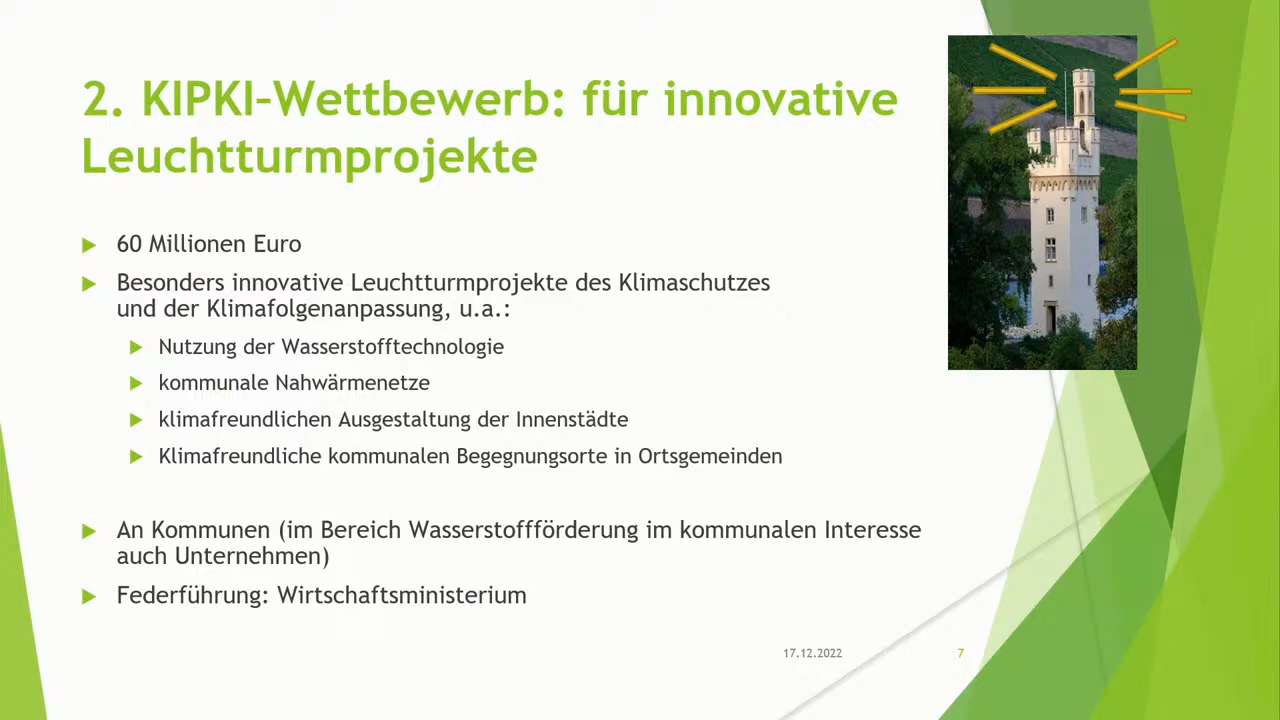 2. KIPKI-Wettbewerb: für innovative
Leuchtturmprojekte
60 Millionen Euro
Besonders innovative Leuchtturmprojekte des Klimaschutzes
und der Klimafolgenanpassung, u.a.:
Nutzung der Wasserstofftechnologie
kommunale Nahwärmenetze
klimafreundlichen Ausgestaltung der Innenstädte
Klimafreundliche kommunalen Begegnungsorte in Ortsgemeinden
An Kommunen (im Bereich Wasserstoffförderung im kommunalen Interesse
auch Unternehmen)
Federführung: Wirtschaftsministerium
17.12.2022
7